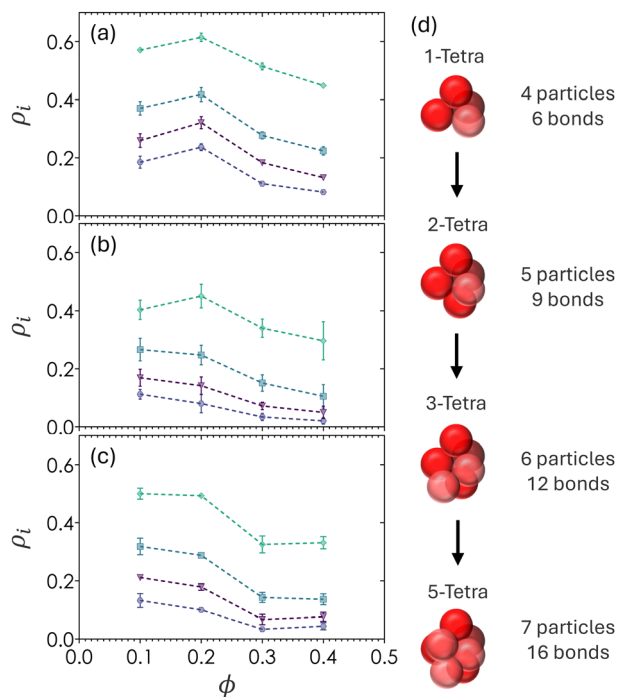 (a)
0.6
0.4
0.2
0.0
ρi
(b)
0.6
0.4
0.2
0.0
ρi
(c)
0.6
0.4
0.2
0.0
ρi
0.0 0.1 0.2 0.3 0.4 0.5
ϕ
(d)
1-Tetra
4 particles
6 bonds
2-Tetra
5 particles
9 bonds
3-Tetra
6 particles
12 bonds
5-Tetra
7 particles
16 bonds